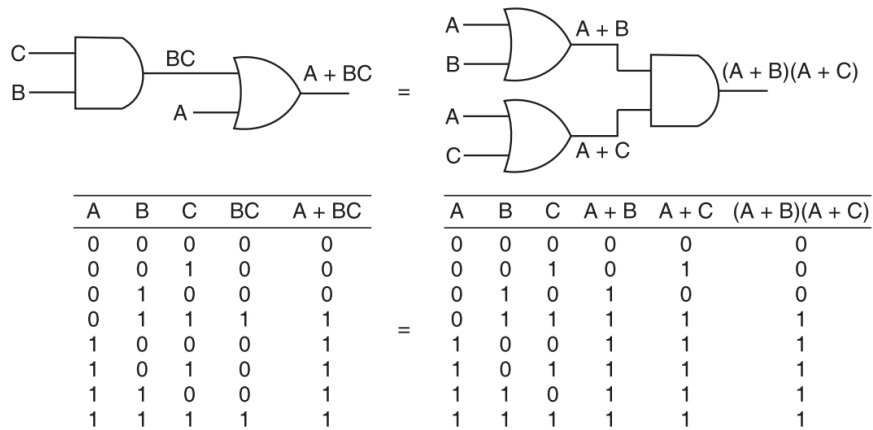 C
B
BC
A
A + BC
=
A
B
A + B
A
C
A + C
(A + B)(A + C)
A B C BC A + BC
0 0 0 0 0
0 0 1 0 0
0 1 0 0 0
0 1 1 1 1
1 0 0 0 1
1 0 1 0 1
1 1 0 0 1
1 1 1 1 1
=
A B C A + B A + C (A + B)(A + C)
0 0 0 0 0 0
0 0 1 0 1 0
0 1 0 1 0 0
0 1 1 1 1 1
1 0 0 1 1 1
1 0 1 1 1 1
1 1 0 1 1 1
1 1 1 1 1 1